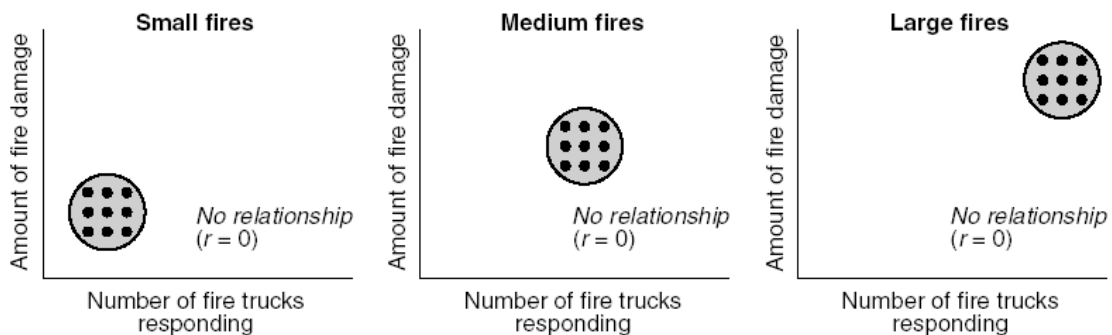 Small fires
Amount of fire damage
No relationship
(r = 0)
Number of fire trucks
responding
Medium fires
Amount of fire damage
No relationship
(r = 0)
Number of fire trucks
responding
Large fires
Amount of fire damage
No relationship
(r = 0)
Number of fire trucks
responding